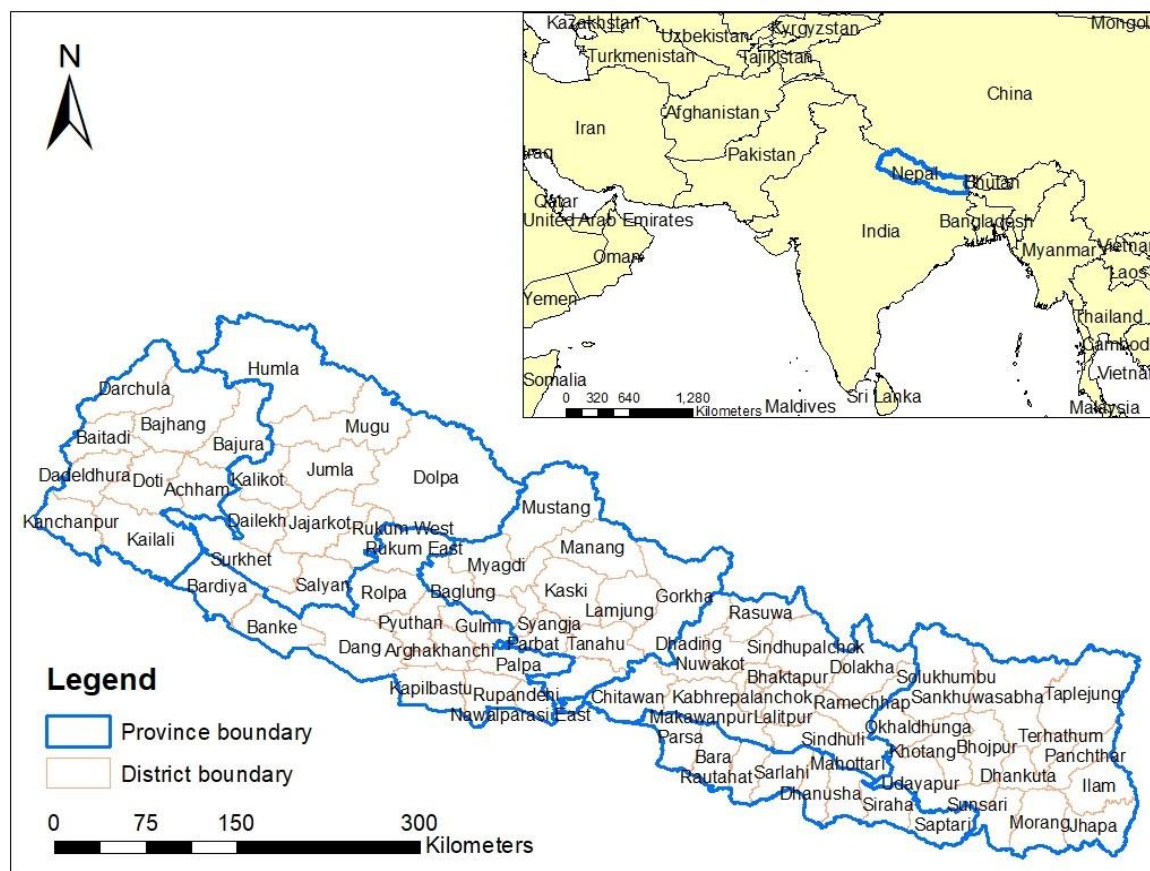 N
Kazakhstan
Mongol
Uzbekistan
Kyrgyzstan
Turkmenistan
Tajikistan
China
Afghanistan
Iran
Pakistan
Iraq
Nepal
Bhutan
Qatar
United Arab Emirates
Bangladesh
India
Oman
Myanmar
Vietnam
Laos
Yemen
Thailand
Cambod
Somalia
Vietnam
Sri Lanka
Maldives
Malaysia
0 320 640 1,280
Kilometers
Humla
Darchula
Bajhang
Mugu
Baitadi
Bajura
Dadeldhura
Doti
Achham
Kalikot
Jumla
Dolpa
Mustang
Kanchanpur
Kailali
Dailekh
Jajarkot
Rukum West
Rukum East
Manang
Surkhet
Myagdi
Bardiya
Salyan
Rolpa
Baglung
Kaski
Lamjung
Gorkha
Rasuwa
Banke
Pyuthan
Gulmi
Syangja
Dang
Arghakhanchi
Parbat
Tanahu
Dhading
Nuwakot
Sindhupalchok
Dolakha
Palpa
Bhaktapur
Solukhumbu
Sankhuwasabha
Taplejung
Kapilbastu
Rupandehi
Chitawan
Kabhrepalanchok
Ramechhap
Nawalparasi East
Makawanpur
Lalitpur
Okhaldhunga
Terhathum
Parsa
Sindhuli
Khotang
Bhojpur
Panchthar
Bara
Rautahat
Sarlahi
Mahottari
Udayapur
Dhankuta
Ilam
Dhanusha
Siraha
Sunsari
Saptari
Morang
Jhapa
Legend
Province boundary
District boundary
0 75 150 300
Kilometers